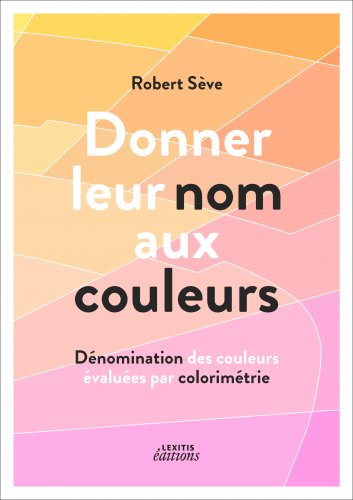 Robert Sève
Donner
leur nom
aux
couleurs
Dénomination des couleurs
évaluées par colorimétrie
LEXITIS
éditions